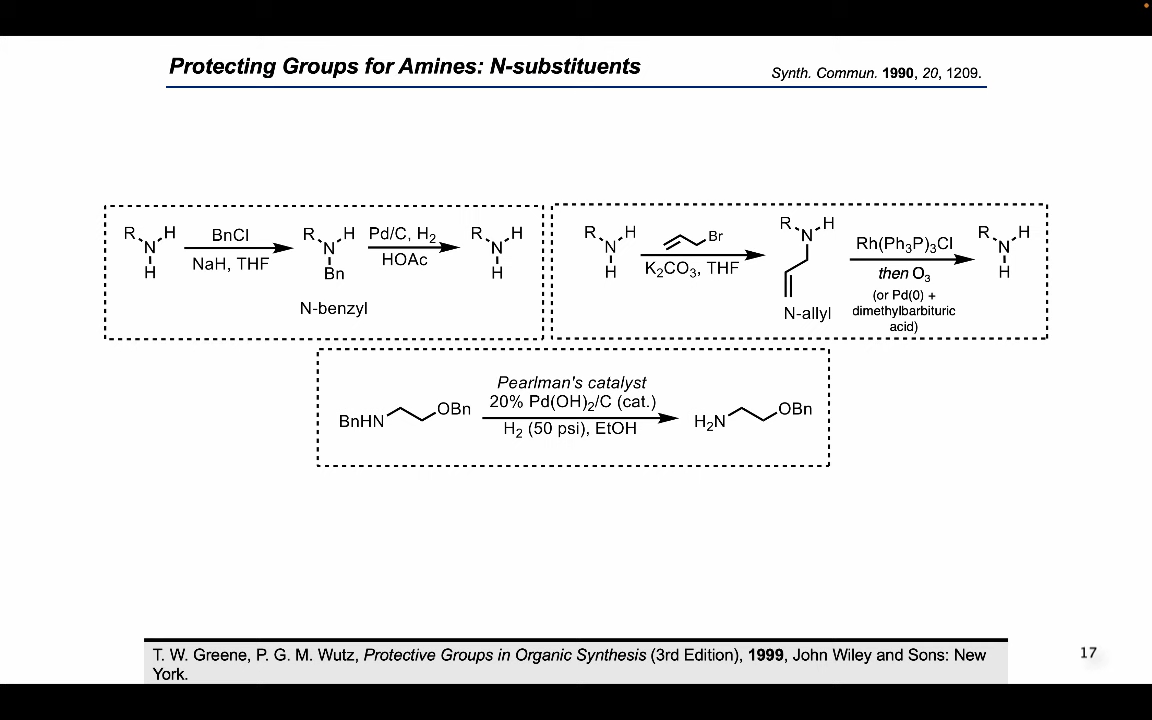 Protecting Groups for Amines: N-substituents
Synth. Commun. 1990, 20, 1209.
R N H
H
BnCl
NaH, THF
R N H
Bn
N-benzyl
Pd/C, H₂
HOAc
R N H
H
R N H
H
Br
K₂CO₃, THF
R N H
N-allyl
Rh(Ph₃P)₃Cl
then O₃
(or Pd(0) +
dimethylbarbituric
acid)
R N H
H
BnHN OBn
Pearlman's catalyst
20% Pd(OH)₂/C (cat.)
H₂ (50 psi), EtOH
H₂N OBn
T. W. Greene, P. G. M. Wutz, Protective Groups in Organic Synthesis (3rd Edition), 1999, John Wiley and Sons: New
York.
17